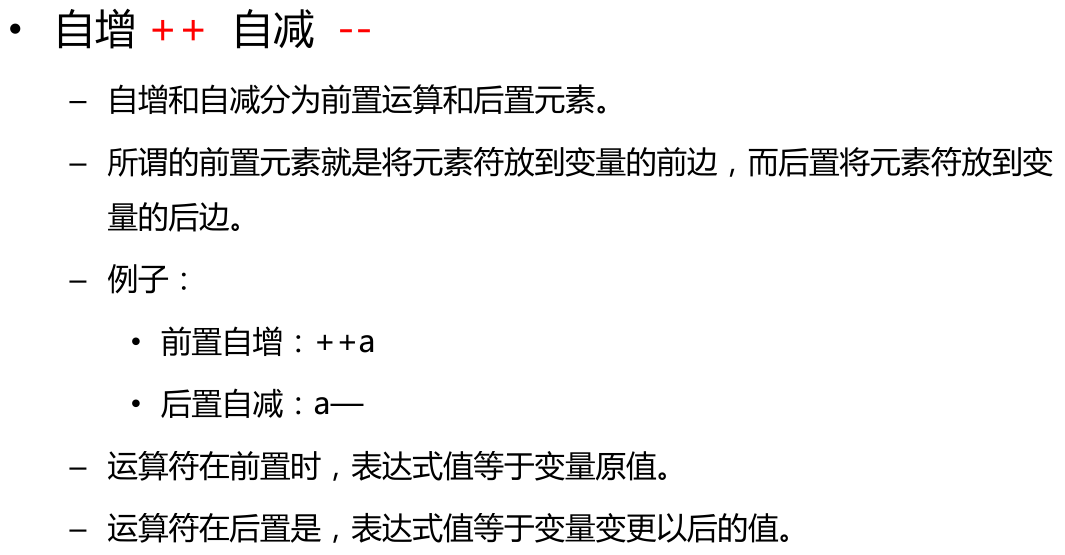 • 自增 ++ 自减 --
– 自增和自减分为前置运算和后置元素。
– 所谓的前置元素就是将元素符放到变量的前边，而后置将元素符放到变
量的后边。
– 例子：
• 前置自增：++a
• 后置自减：a—
– 运算符在前置时，表达式值等于变量原值。
– 运算符在后置是，表达式值等于变量变更以后的值。